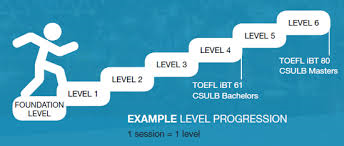 LEVEL 6
LEVEL 5
LEVEL 4
LEVEL 3
LEVEL 2
LEVEL 1
FOUNDATION
LEVEL
TOEFL iBT 80
CSULB Masters
TOEFL iBT 61
CSULB Bachelors
EXAMPLE LEVEL PROGRESSION
1 session = 1 level